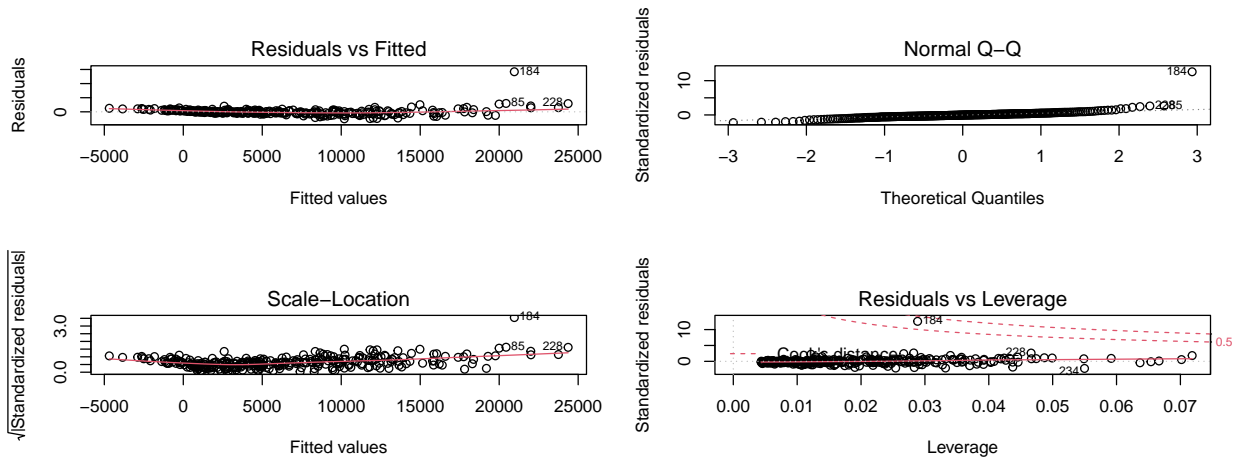 Residuals vs Fitted
Residuals
0
184
85
228
−5000 0 5000 10000 15000 20000 25000
Fitted values
Normal Q−Q
Standardized residuals
0 10
184
−3 −2 −1 0 1 2 3
Theoretical Quantiles
Scale−Location
√|Standardized residuals|
0.0 3.0
184
85
228
−5000 0 5000 10000 15000 20000 25000
Fitted values
Residuals vs Leverage
Standardized residuals
0 10
184
0.5
Cook's distance
228
234
0.00 0.01 0.02 0.03 0.04 0.05 0.06 0.07
Leverage